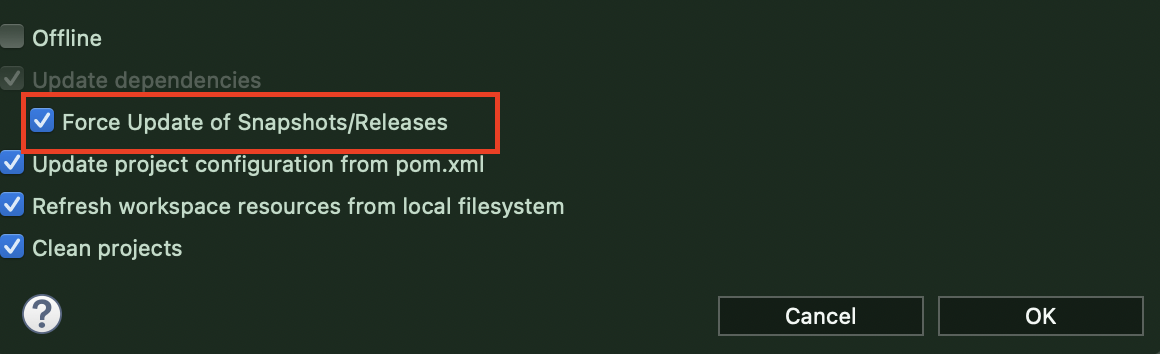 Offline
Update dependencies
Force Update of Snapshots/Releases
Update project configuration from pom.xml
Refresh workspace resources from local filesystem
Clean projects
?
Cancel
OK